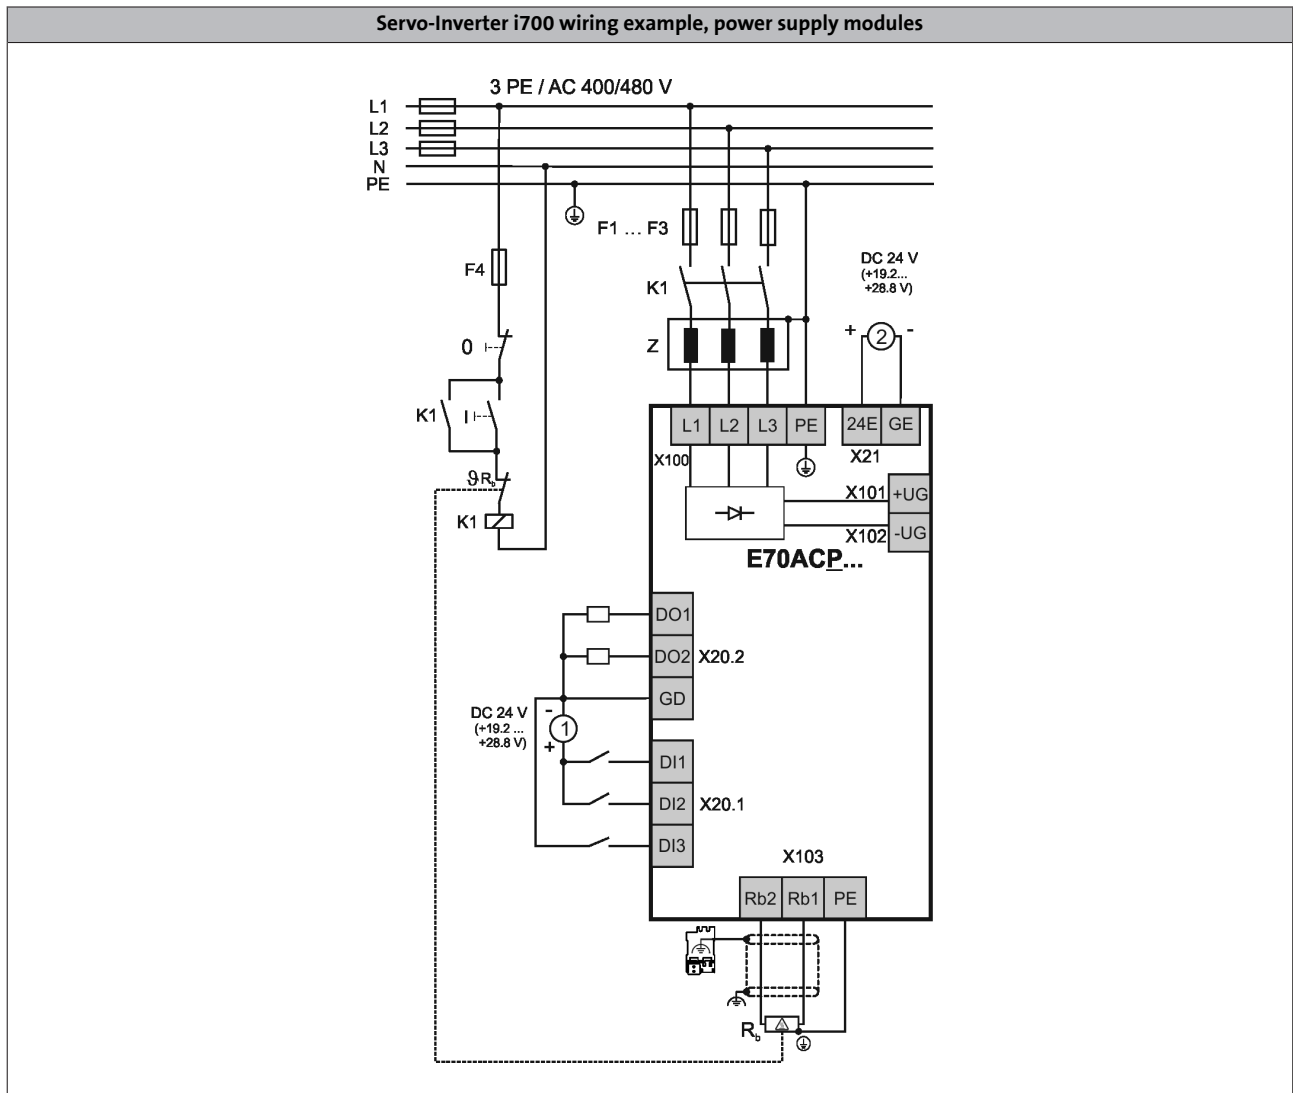 Servo-Inverter i700 wiring example, power supply modules
3 PE / AC 400/480 V
L1
L2
L3
N
PE
F1 ... F3
F4
DC 24 V
(+19.2...
+28.8 V)
K1
+ 2 -
0
Z
K1
I
L1 L2 L3 PE
24E GE
X100
X21
ϑRb
X101 +UG
K1
X102 -UG
E70ACP...
DO1
DO2 X20.2
GD
DC 24 V
(+19.2 ...
+28.8 V)
-
1
+
DI1
DI2 X20.1
DI3
X103
Rb2 Rb1 PE
Rb